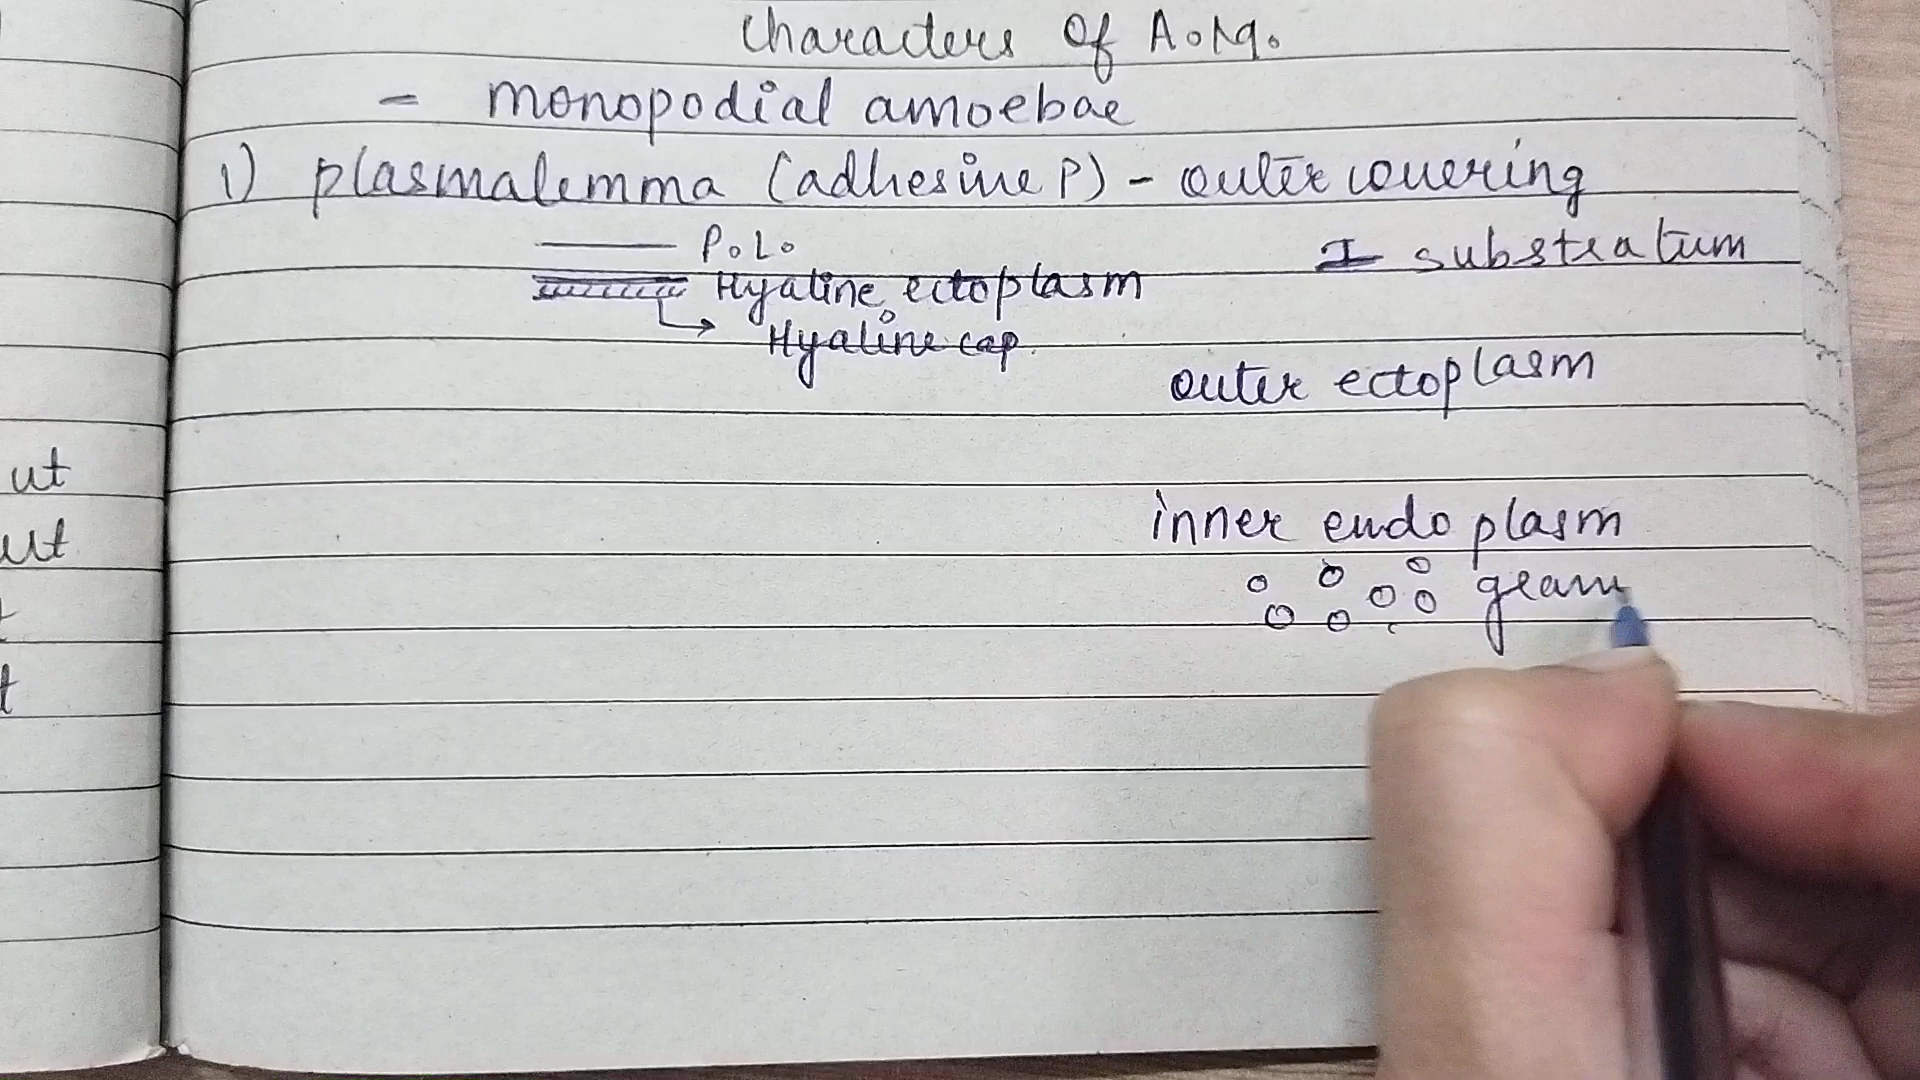 characters of A.M.
- monopodial amoebae
1) plasmalemma (adhesive P) - outer covering
P.L.
I substratum
Hyaline ectoplasm
Hyaline cap.
outer ectoplasm
ut
inner endoplasm
ut
granu
t
t